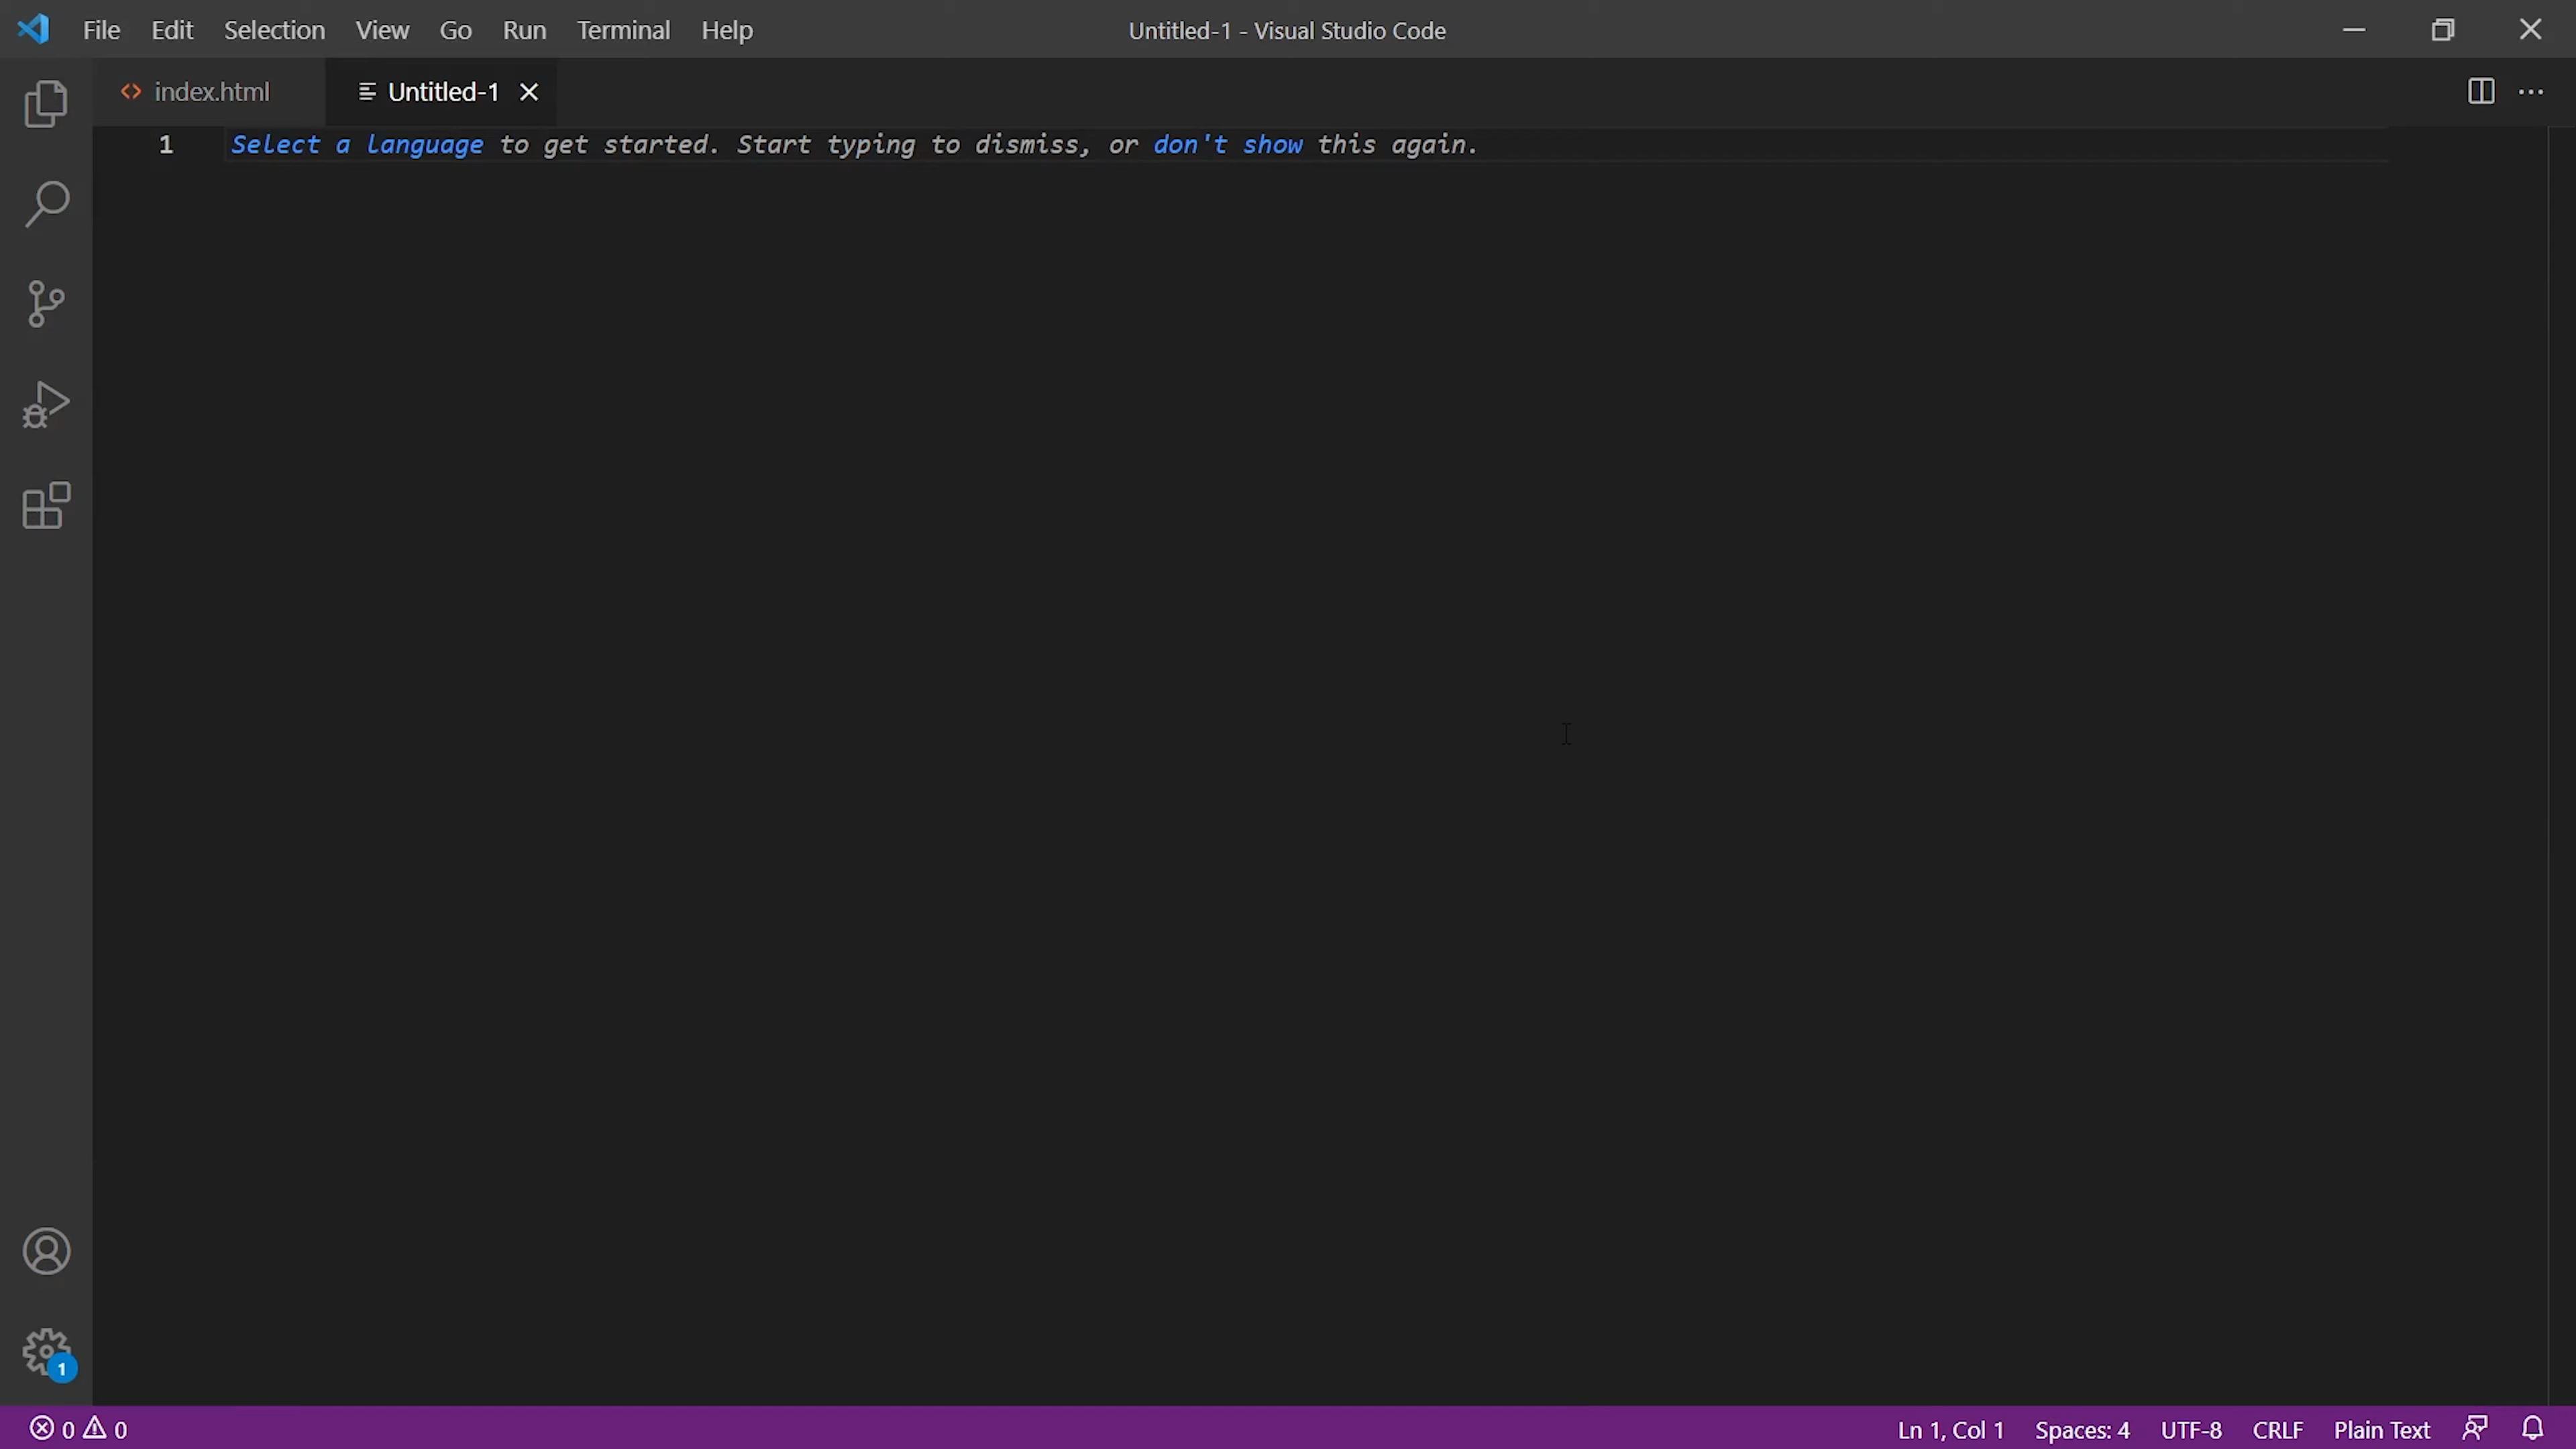 File Edit Selection View Go Run Terminal Help Untitled-1 - Visual Studio Code
index.html Untitled-1
1 Select a language to get started. Start typing to dismiss, or don't show this again.
1
0 0 Ln 1, Col 1 Spaces: 4 UTF-8 CRLF Plain Text